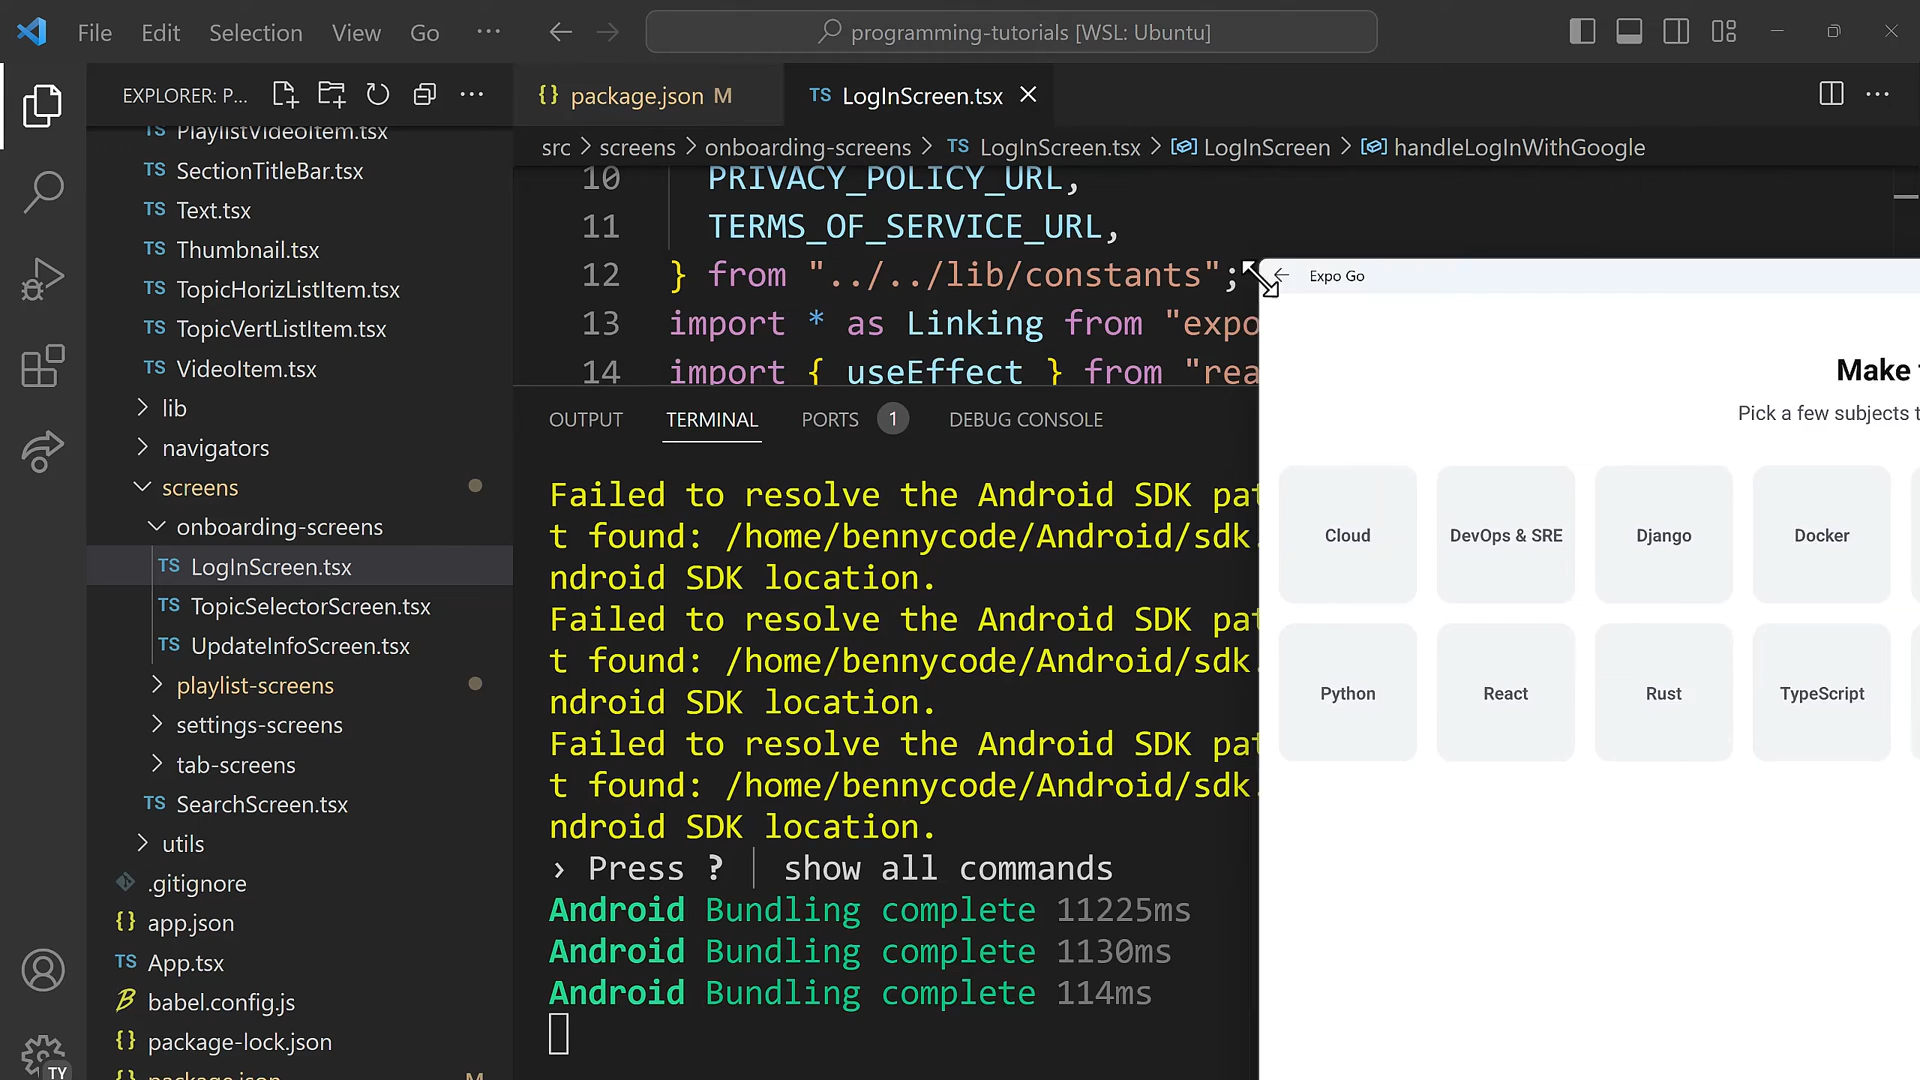 File Edit Selection View Go
programming-tutorials [WSL: Ubuntu]
EXPLORER: P...
PlaylistVideoItem.tsx
TS SectionTitleBar.tsx
TS Text.tsx
TS Thumbnail.tsx
TS TopicHorizListItem.tsx
TS TopicVertListItem.tsx
TS VideoItem.tsx
lib
navigators
screens
onboarding-screens
TS LogInScreen.tsx
TS TopicSelectorScreen.tsx
TS UpdateInfoScreen.tsx
playlist-screens
settings-screens
tab-screens
TS SearchScreen.tsx
utils
.gitignore
{} app.json
TS App.tsx
babel.config.js
{} package-lock.json
package.json M
TY
{} package.json M
TS LogInScreen.tsx
src > screens > onboarding-screens > TS LogInScreen.tsx > LogInScreen > handleLogInWithGoogle
10 PRIVACY_POLICY_URL,
11 TERMS_OF_SERVICE_URL,
12 } from "../../lib/constants";
13 import * as Linking from "expo
14 import { useEffect } from "rea
OUTPUT TERMINAL PORTS 1 DEBUG CONSOLE
Failed to resolve the Android SDK pat
t found: /home/bennycode/Android/sdk.
ndroid SDK location.
Failed to resolve the Android SDK pat
t found: /home/bennycode/Android/sdk.
ndroid SDK location.
Failed to resolve the Android SDK pat
t found: /home/bennycode/Android/sdk.
ndroid SDK location.
› Press ? │ show all commands
Android Bundling complete 11225ms
Android Bundling complete 1130ms
Android Bundling complete 114ms
Expo Go
Make
Pick a few subjects t
Cloud
DevOps & SRE
Django
Docker
Python
React
Rust
TypeScript